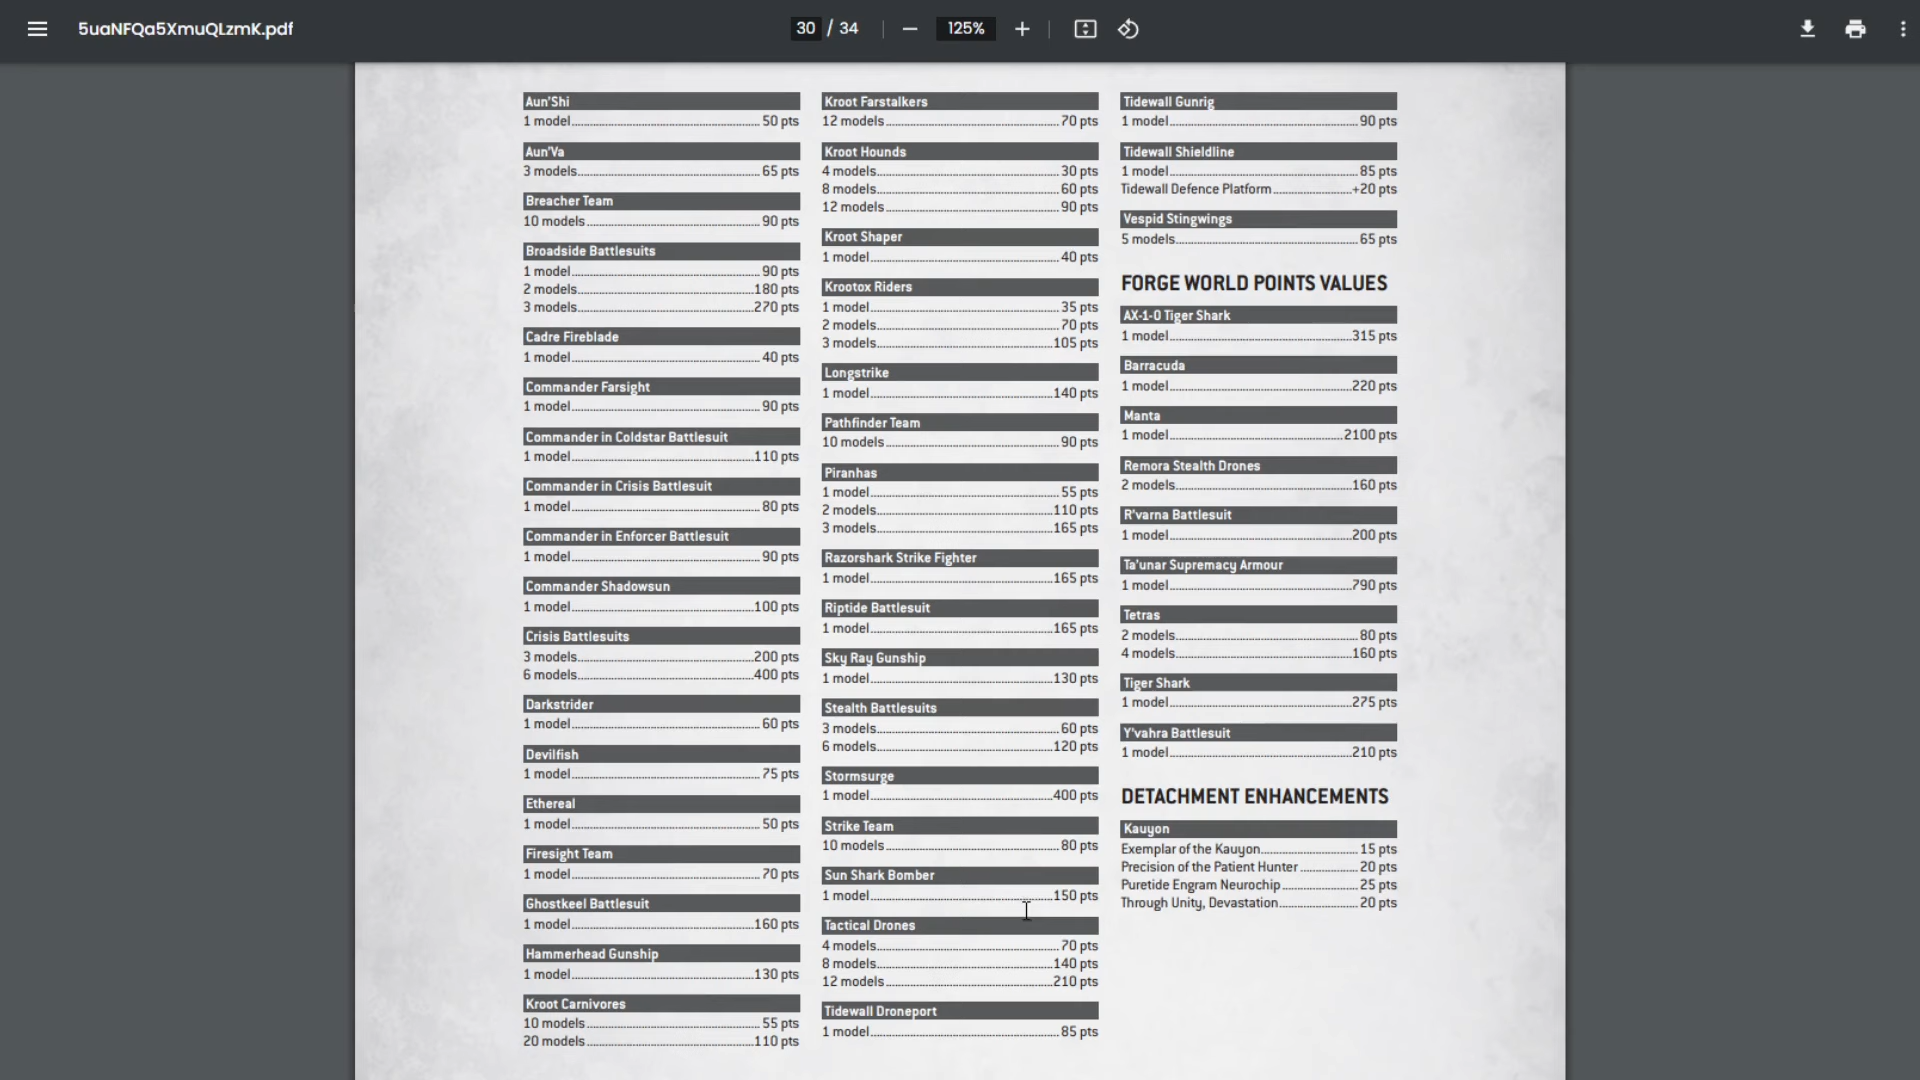 5uaNFQa5XmuQLzmK.pdf
30 / 34
125%
Aun'Shi
1 model 50 pts
Aun'Va
3 models 65 pts
Breacher Team
10 models 90 pts
Broadside Battlesuits
1 model 90 pts
2 models 180 pts
3 models 270 pts
Cadre Fireblade
1 model 40 pts
Commander Farsight
1 model 90 pts
Commander in Coldstar Battlesuit
1 model 110 pts
Commander in Crisis Battlesuit
1 model 80 pts
Commander in Enforcer Battlesuit
1 model 90 pts
Commander Shadowsun
1 model 100 pts
Crisis Battlesuits
3 models 200 pts
6 models 400 pts
Darkstrider
1 model 60 pts
Devilfish
1 model 75 pts
Ethereal
1 model 50 pts
Firesight Team
1 model 70 pts
Ghostkeel Battlesuit
1 model 160 pts
Hammerhead Gunship
1 model 130 pts
Kroot Carnivores
10 models 55 pts
20 models 110 pts
Kroot Farstalkers
12 models 70 pts
Kroot Hounds
4 models 30 pts
8 models 60 pts
12 models 90 pts
Kroot Shaper
1 model 40 pts
Krootox Riders
1 model 35 pts
2 models 70 pts
3 models 105 pts
Longstrike
1 model 140 pts
Pathfinder Team
10 models 90 pts
Piranhas
1 model 55 pts
2 models 110 pts
3 models 165 pts
Razorshark Strike Fighter
1 model 165 pts
Riptide Battlesuit
1 model 165 pts
Sky Ray Gunship
1 model 130 pts
Stealth Battlesuits
3 models 60 pts
6 models 120 pts
Stormsurge
1 model 400 pts
Strike Team
10 models 80 pts
Sun Shark Bomber
1 model 150 pts
Tactical Drones
4 models 70 pts
8 models 140 pts
12 models 210 pts
Tidewall Droneport
1 model 85 pts
Tidewall Gunrig
1 model 90 pts
Tidewall Shieldline
1 model 85 pts
Tidewall Defence Platform +20 pts
Vespid Stingwings
5 models 65 pts
FORGE WORLD POINTS VALUES
AX-1-0 Tiger Shark
1 model 315 pts
Barracuda
1 model 220 pts
Manta
1 model 2100 pts
Remora Stealth Drones
2 models 160 pts
R'varna Battlesuit
1 model 200 pts
Ta'unar Supremacy Armour
1 model 790 pts
Tetras
2 models 80 pts
4 models 160 pts
Tiger Shark
1 model 275 pts
Y'vahra Battlesuit
1 model 210 pts
DETACHMENT ENHANCEMENTS
Kauyon
Exemplar of the Kauyon 15 pts
Precision of the Patient Hunter 20 pts
Puretide Engram Neurochip 25 pts
Through Unity, Devastation 20 pts